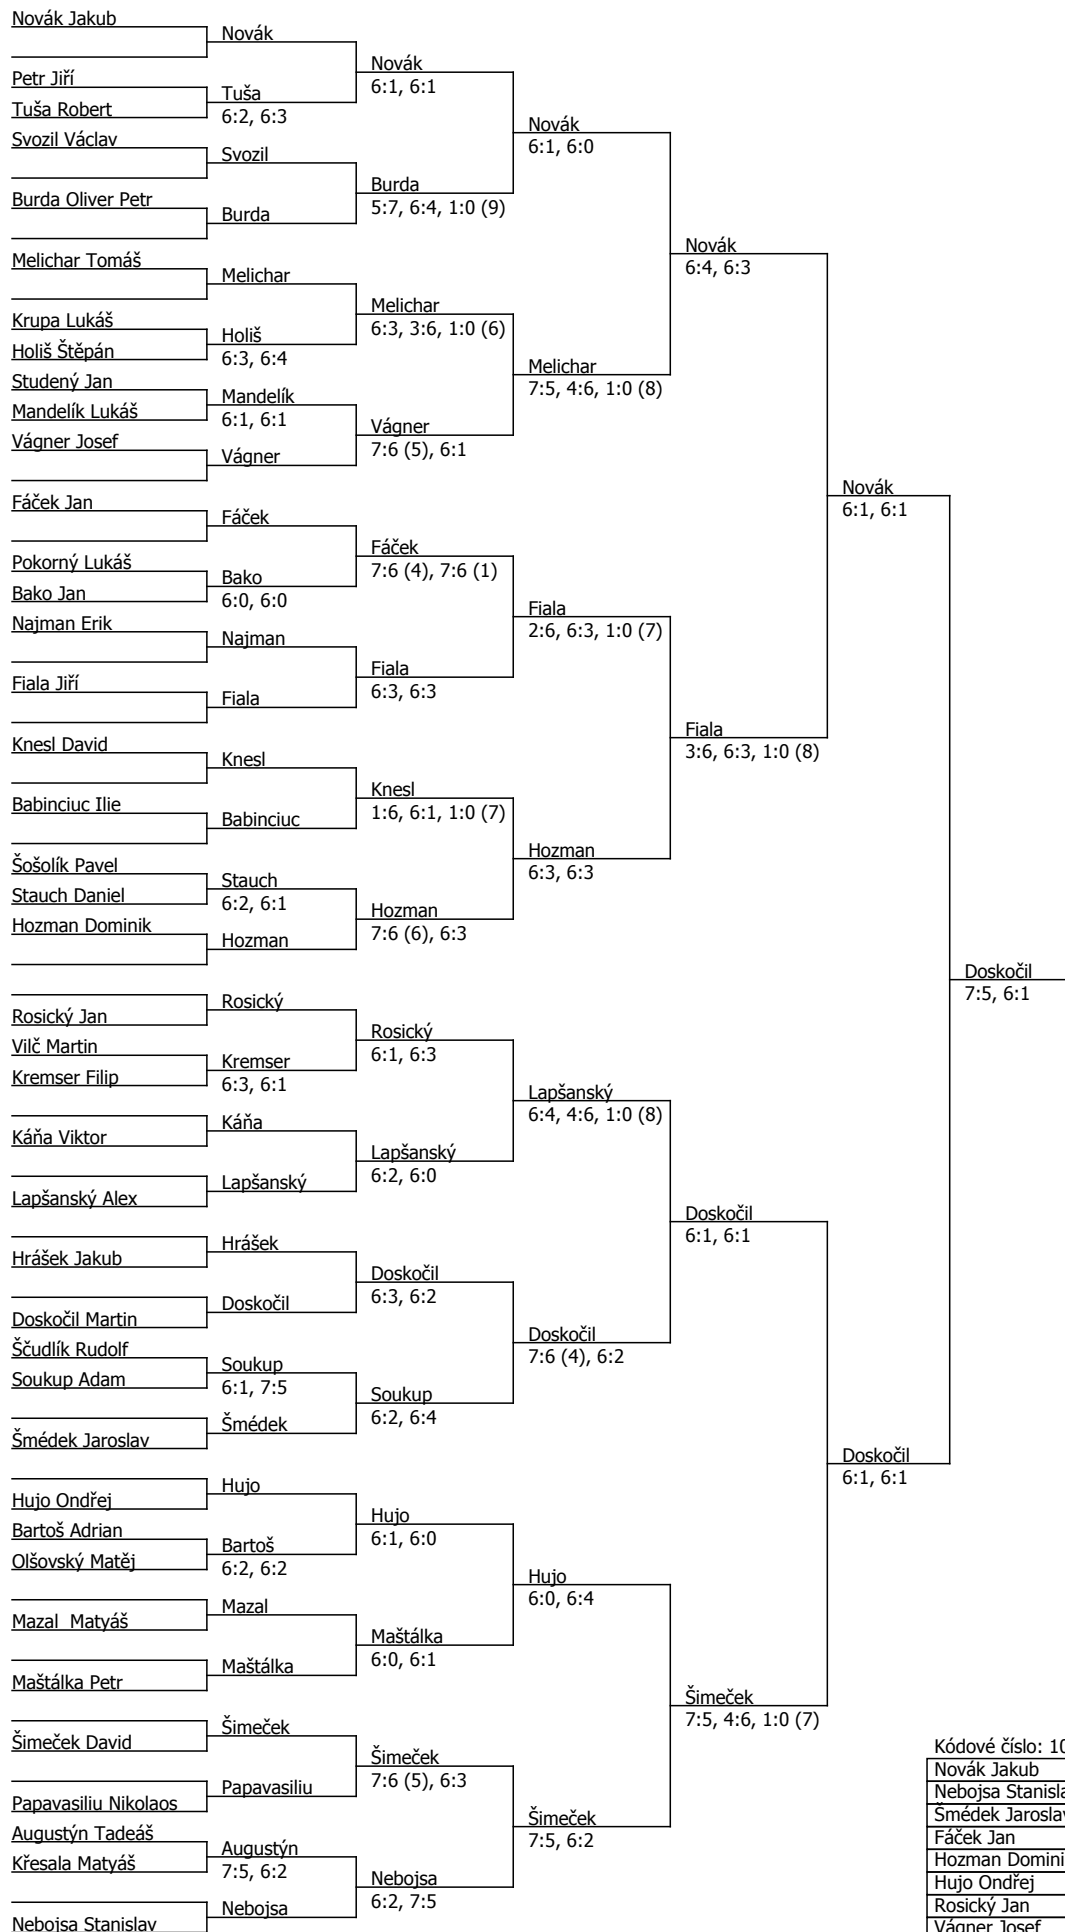 Novák Jakub
Petr Jiří
Tuša Robert
Svozil Václav
Burda Oliver Petr
Melichar Tomáš
Krupa Lukáš
Holiš Štěpán
Studený Jan
Mandelík Lukáš
Vágner Josef
Fáček Jan
Pokorný Lukáš
Bako Jan
Najman Erik
Fiala Jiří
Knesl David
Babinciuc Ilie
Šošolík Pavel
Stauch Daniel
Hozman Dominik
Rosický Jan
Vilč Martin
Kremser Filip
Káňa Viktor
Lapšanský Alex
Hrášek Jakub
Doskočil Martin
Ščudlík Rudolf
Soukup Adam
Šmédek Jaroslav
Hujo Ondřej
Bartoš Adrian
Olšovský Matěj
Mazal  Matyáš
Maštálka Petr
Šimeček David
Papavasiliu Nikolaos
Augustýn Tadeáš
Křesala Matyáš
Nebojsa Stanislav
Novák
Tuša
6:2, 6:3
Svozil
Burda
Melichar
Holiš
6:3, 6:4
Mandelík
6:1, 6:1
Vágner
Fáček
Bako
6:0, 6:0
Najman
Fiala
Knesl
Babinciuc
Stauch
6:2, 6:1
Hozman
Rosický
Kremser
6:3, 6:1
Káňa
Lapšanský
Hrášek
Doskočil
Soukup
6:1, 7:5
Šmédek
Hujo
Bartoš
6:2, 6:2
Mazal
Maštálka
Šimeček
Papavasiliu
Augustýn
7:5, 6:2
Nebojsa
Novák
6:1, 6:1
Burda
5:7, 6:4, 1:0 (9)
Melichar
6:3, 3:6, 1:0 (6)
Vágner
7:6 (5), 6:1
Fáček
7:6 (4), 7:6 (1)
Fiala
6:3, 6:3
Knesl
1:6, 6:1, 1:0 (7)
Hozman
7:6 (6), 6:3
Rosický
6:1, 6:3
Lapšanský
6:2, 6:0
Doskočil
6:3, 6:2
Soukup
6:2, 6:4
Hujo
6:1, 6:0
Maštálka
6:0, 6:1
Šimeček
7:6 (5), 6:3
Nebojsa
6:2, 7:5
Novák
6:1, 6:0
Melichar
7:5, 4:6, 1:0 (8)
Fiala
2:6, 6:3, 1:0 (7)
Hozman
6:3, 6:3
Lapšanský
6:4, 4:6, 1:0 (8)
Doskočil
7:6 (4), 6:2
Hujo
6:0, 6:4
Šimeček
7:5, 6:2
Novák
6:4, 6:3
Fiala
3:6, 6:3, 1:0 (8)
Doskočil
6:1, 6:1
Šimeček
7:5, 4:6, 1:0 (7)
Novák
6:1, 6:1
Doskočil
6:1, 6:1
Doskočil
7:5, 6:1
Kódové číslo: 10
Novák Jakub
Nebojsa Stanisla
Šmédek Jaroslav
Fáček Jan
Hozman Domini
Hujo Ondřej
Rosický Jan
Vágner Josef